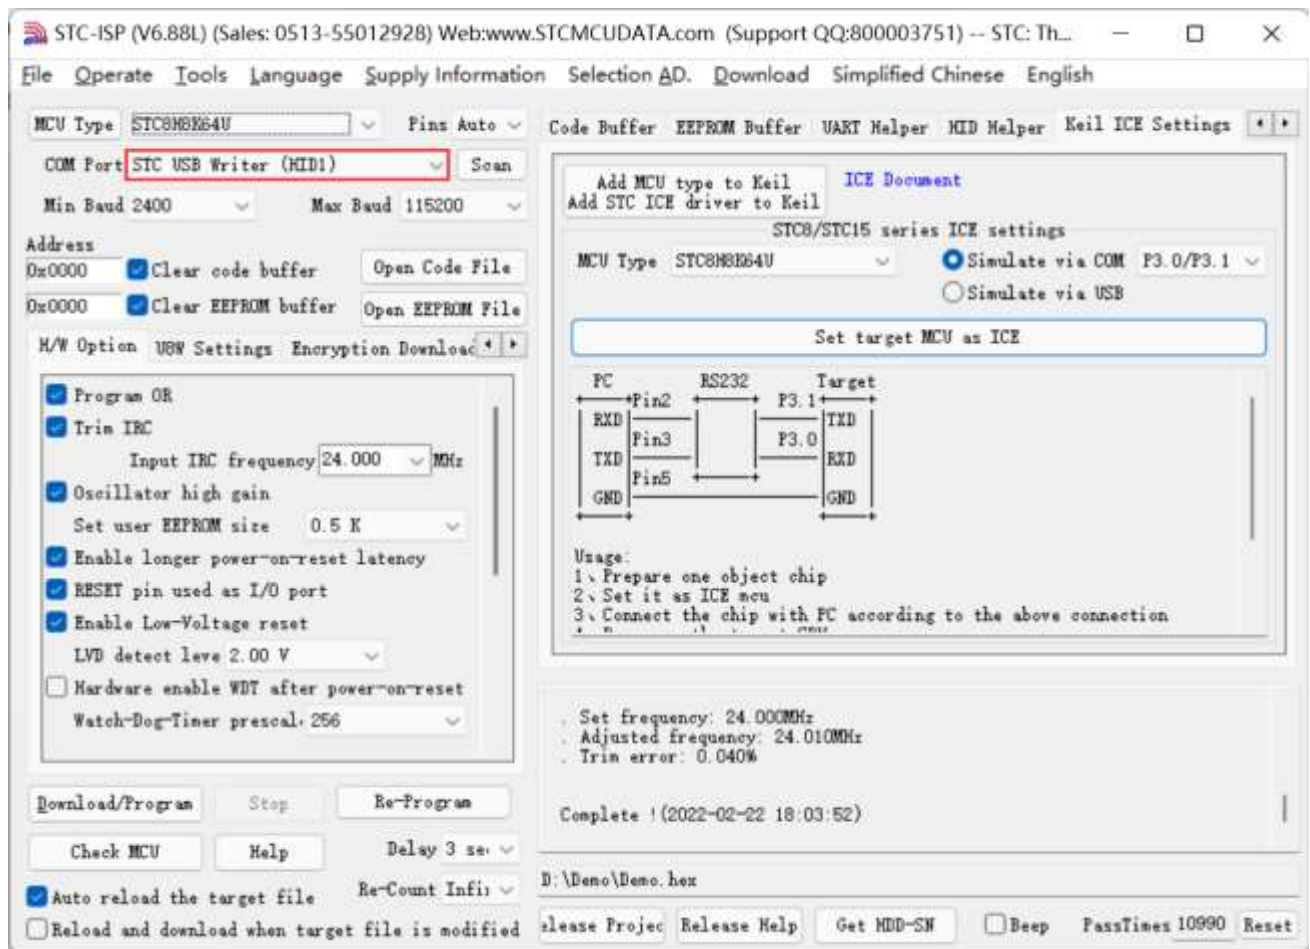 STC-ISP (V6.88L) (Sales: 0513-55012928) Web:www.STCMCUDATA.com (Support QQ:800003751) -- STC: Th...
File Operate Tools Language Supply Information Selection AD. Download Simplified Chinese English
MCU Type STC8H8K64U Pins Auto
COM Port STC USB Writer (HID1) Scan
Min Baud 2400 Max Baud 115200
Address
0x0000 Clear code buffer Open Code File
0x0000 Clear EEPROM buffer Open EEPROM File
H/W Option U8W Settings Encryption Downloac
Program OR
Trim IRC
Input IRC frequency 24.000 MHz
Oscillator high gain
Set user EEPROM size 0.5 K
Enable longer power-on-reset latency
RESET pin used as I/O port
Enable Low-Voltage reset
LVD detect leve 2.00 V
Hardware enable WDT after power-on-reset
Watch-Dog-Timer prescal 256
Download/Program Stop Re-Program
Check MCU Help Delay 3 se
Auto reload the target file Re-Count Infi
Reload and download when target file is modified
Code Buffer EEPROM Buffer UART Helper HID Helper Keil ICE Settings
Add MCU type to Keil
Add STC ICE driver to Keil
ICE Document
STC8/STC15 series ICE settings
MCU Type STC8H8K64U Simulate via COM P3.0/P3.1
Simulate via USB
Set target MCU as ICE
PC RS232 Target
Pin2 P3.1
RXD TXD
Pin3 P3.0
TXD RXD
Pin5
GND GND
Usage:
1、Prepare one object chip
2、Set it as ICE mcu
3、Connect the chip with PC according to the above connection
. Set frequency: 24.000MHz
. Adjusted frequency: 24.010MHz
. Trim error: 0.040%
Complete !(2022-02-22 18:03:52)
D:\Demo\Demo.hex
elease Projec Release Help Get HDD-SN Beep PassTimes 10990 Reset